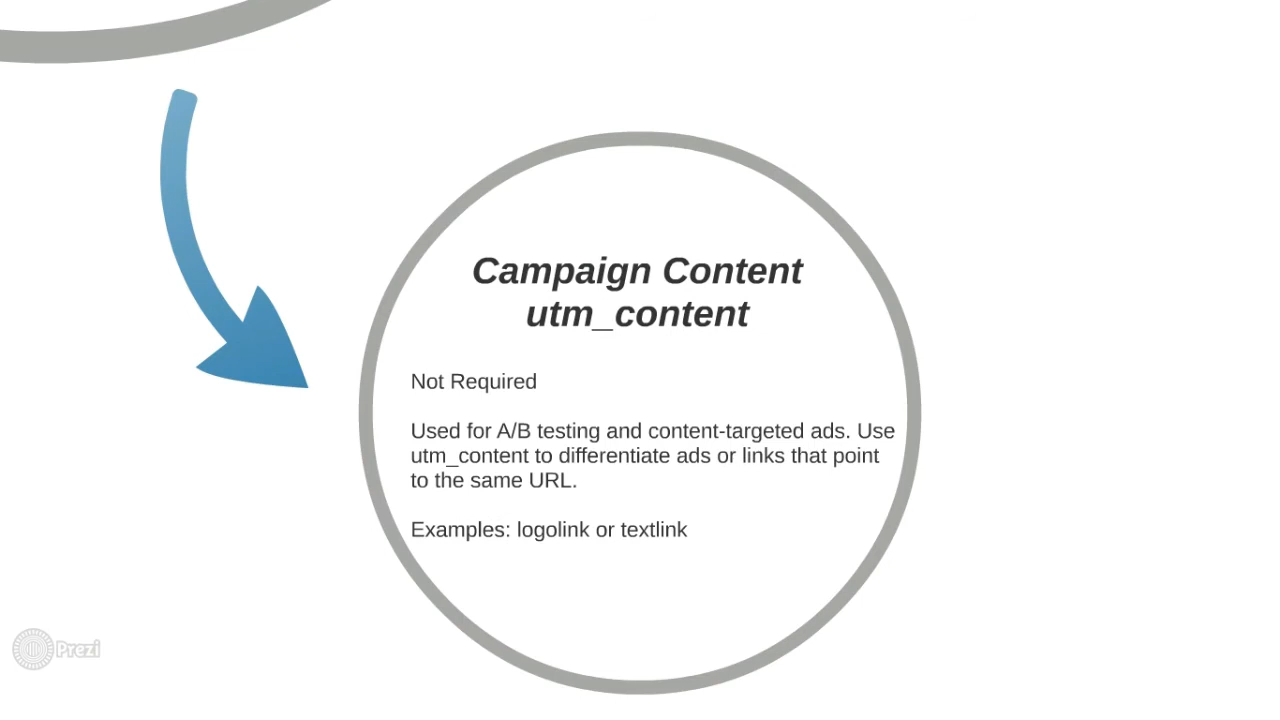 Campaign Content
utm_content
Not Required
Used for A/B testing and content-targeted ads. Use
utm_content to differentiate ads or links that point
to the same URL.
Examples: logolink or textlink
Prezi